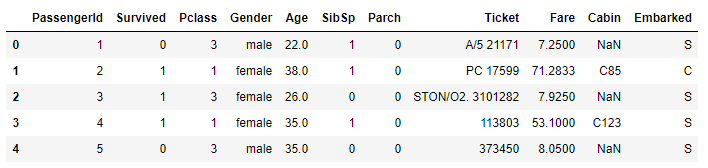 PassengerId Survived Pclass Gender Age SibSp Parch Ticket Fare Cabin Embarked
0 1 0 3 male 22.0 1 0 A/5 21171 7.2500 NaN S
1 2 1 1 female 38.0 1 0 PC 17599 71.2833 C85 C
2 3 1 3 female 26.0 0 0 STON/O2. 3101282 7.9250 NaN S
3 4 1 1 female 35.0 1 0 113803 53.1000 C123 S
4 5 0 3 male 35.0 0 0 373450 8.0500 NaN S